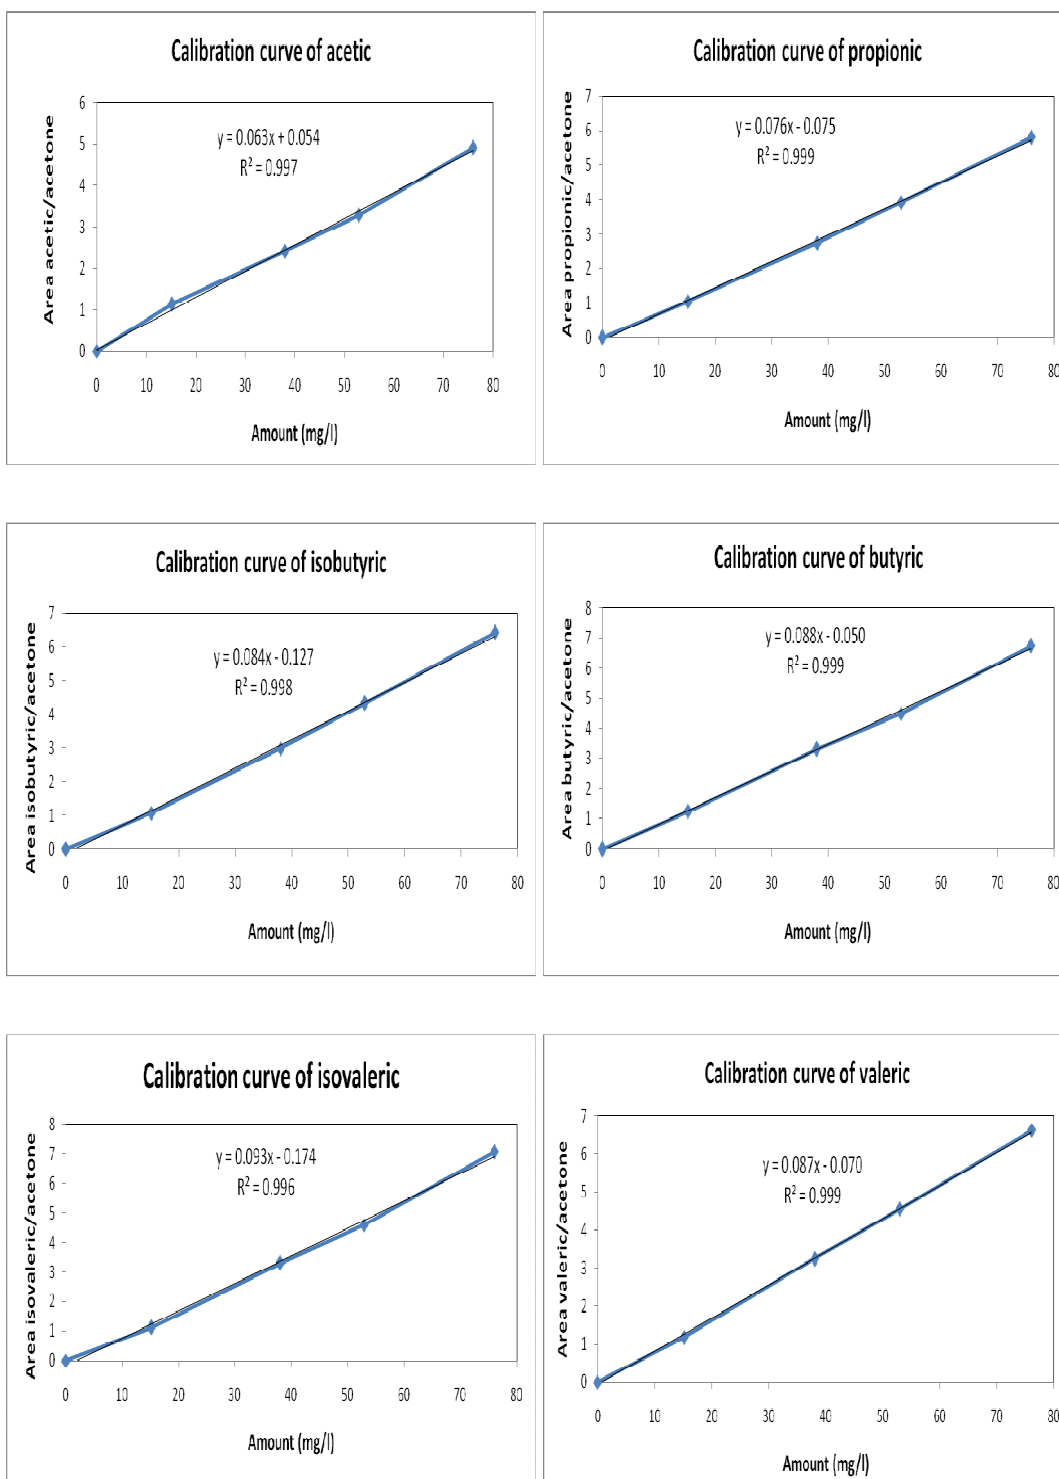 Calibration curve of acetic
Area acetic/acetone
6
5
4
3
2
1
0
y = 0.063x + 0.054
R² = 0.997
0 10 20 30 40 50 60 70 80
Amount (mg/l)
Calibration curve of propionic
Area propionic/acetone
7
6
5
4
3
2
1
0
y = 0.076x - 0.075
R² = 0.999
0 10 20 30 40 50 60 70 80
Amount (mg/l)
Calibration curve of isobutyric
Area isobutyric/acetone
7
6
5
4
3
2
1
0
y = 0.084x - 0.127
R² = 0.998
0 10 20 30 40 50 60 70 80
Amount (mg/l)
Calibration curve of butyric
Area butyric/acetone
8
7
6
5
4
3
2
1
0
y = 0.088x - 0.050
R² = 0.999
0 10 20 30 40 50 60 70 80
Amount (mg/l)
Calibration curve of isovaleric
Area isovaleric/acetone
8
7
6
5
4
3
2
1
0
y = 0.093x - 0.174
R² = 0.996
0 10 20 30 40 50 60 70 80
Amount (mg/l)
Calibration curve of valeric
Area valeric/acetone
7
6
5
4
3
2
1
0
y = 0.087x - 0.070
R² = 0.999
0 10 20 30 40 50 60 70 80
Amount (mg/l)